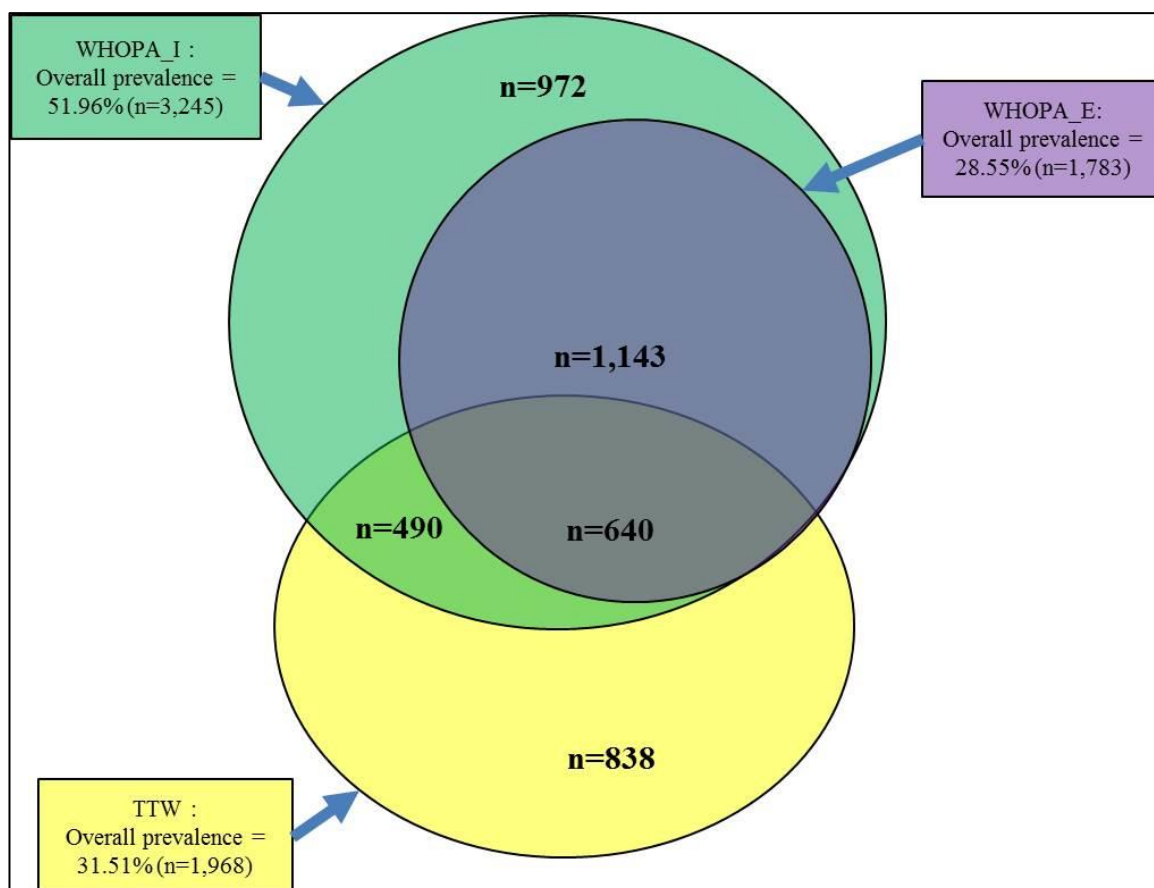 WHOPA_I :
Overall prevalence =
51.96% (n=3,245)
n=972
WHOPA_E:
Overall prevalence =
28.55% (n=1,783)
n=1,143
n=490
n=640
n=838
TTW :
Overall prevalence =
31.51% (n=1,968)